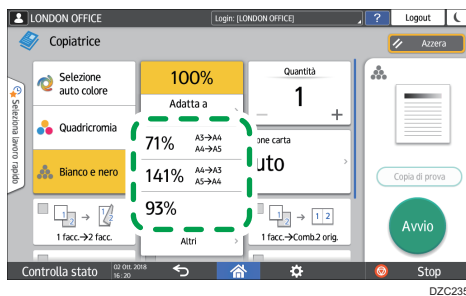 LONDON OFFICE
Login: [LONDON OFFICE]
?
Logout
Copiatrice
Azzera
Seleziona lavoro rapido
Selezione
auto colore
Quadricromia
Bianco e nero
100%
Adatta a
71% A3→A4
A4→A5
141% A4→A3
A5→A4
93%
Altri
Quantità
− 1 +
one carta
uto
1 facc.→2 facc.
1 2
1 facc.→Comb.2 orig.
Copia di prova
Avvio
Controlla stato
02 Ott. 2018
16:20
Stop
DZC235